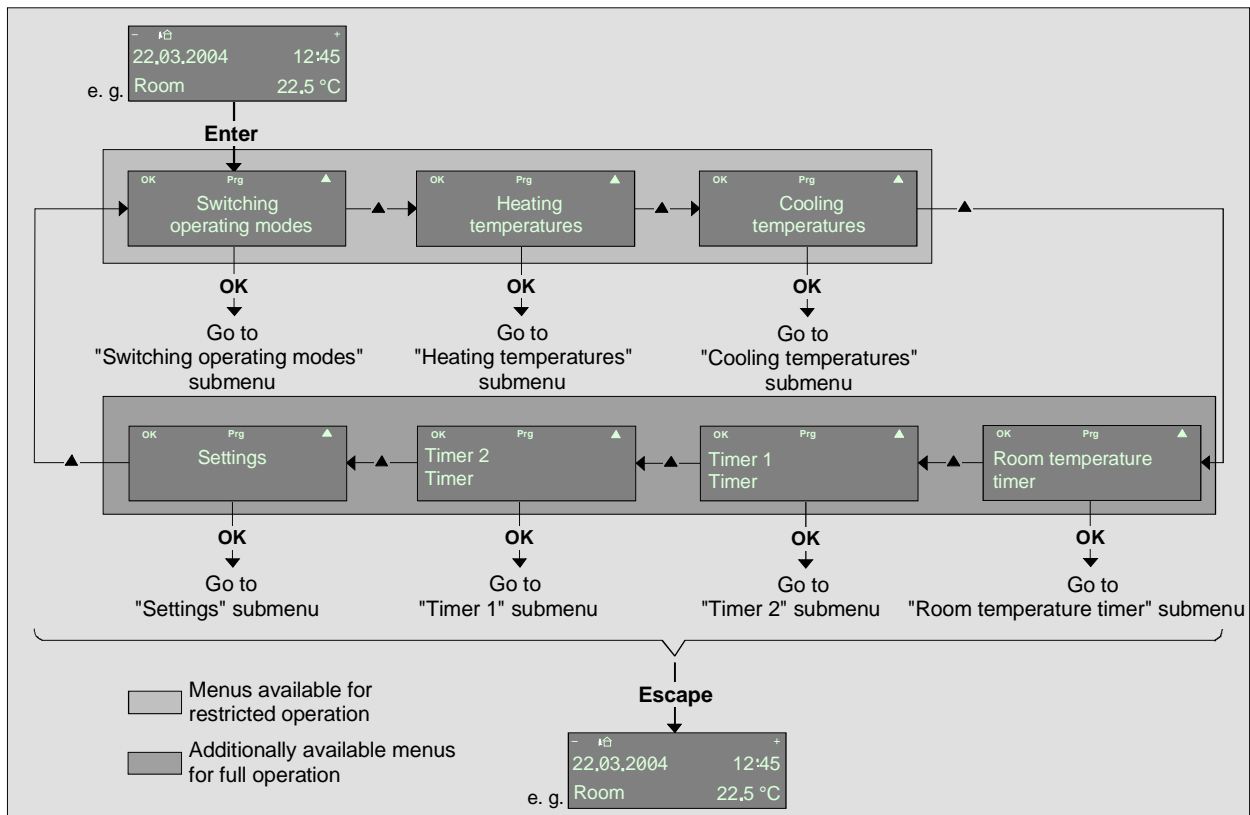 – +
22.03.2004 12:45
e. g. Room 22.5 °C
Enter
OK Prg ▲
Switching
operating modes
OK Prg ▲
Heating
temperatures
OK Prg ▲
Cooling
temperatures
OK
Go to
"Switching operating modes"
submenu
OK
Go to
"Heating temperatures"
submenu
OK
Go to
"Cooling temperatures"
submenu
OK Prg ▲
Settings
OK Prg ▲
Timer 2
Timer
OK Prg ▲
Timer 1
Timer
OK Prg ▲
Room temperature
timer
OK
Go to
"Settings" submenu
OK
Go to
"Timer 1" submenu
OK
Go to
"Timer 2" submenu
OK
Go to
"Room temperature timer" submenu
Menus available for
restricted operation
Additionally available menus
for full operation
Escape
– +
22.03.2004 12:45
e. g. Room 22.5 °C